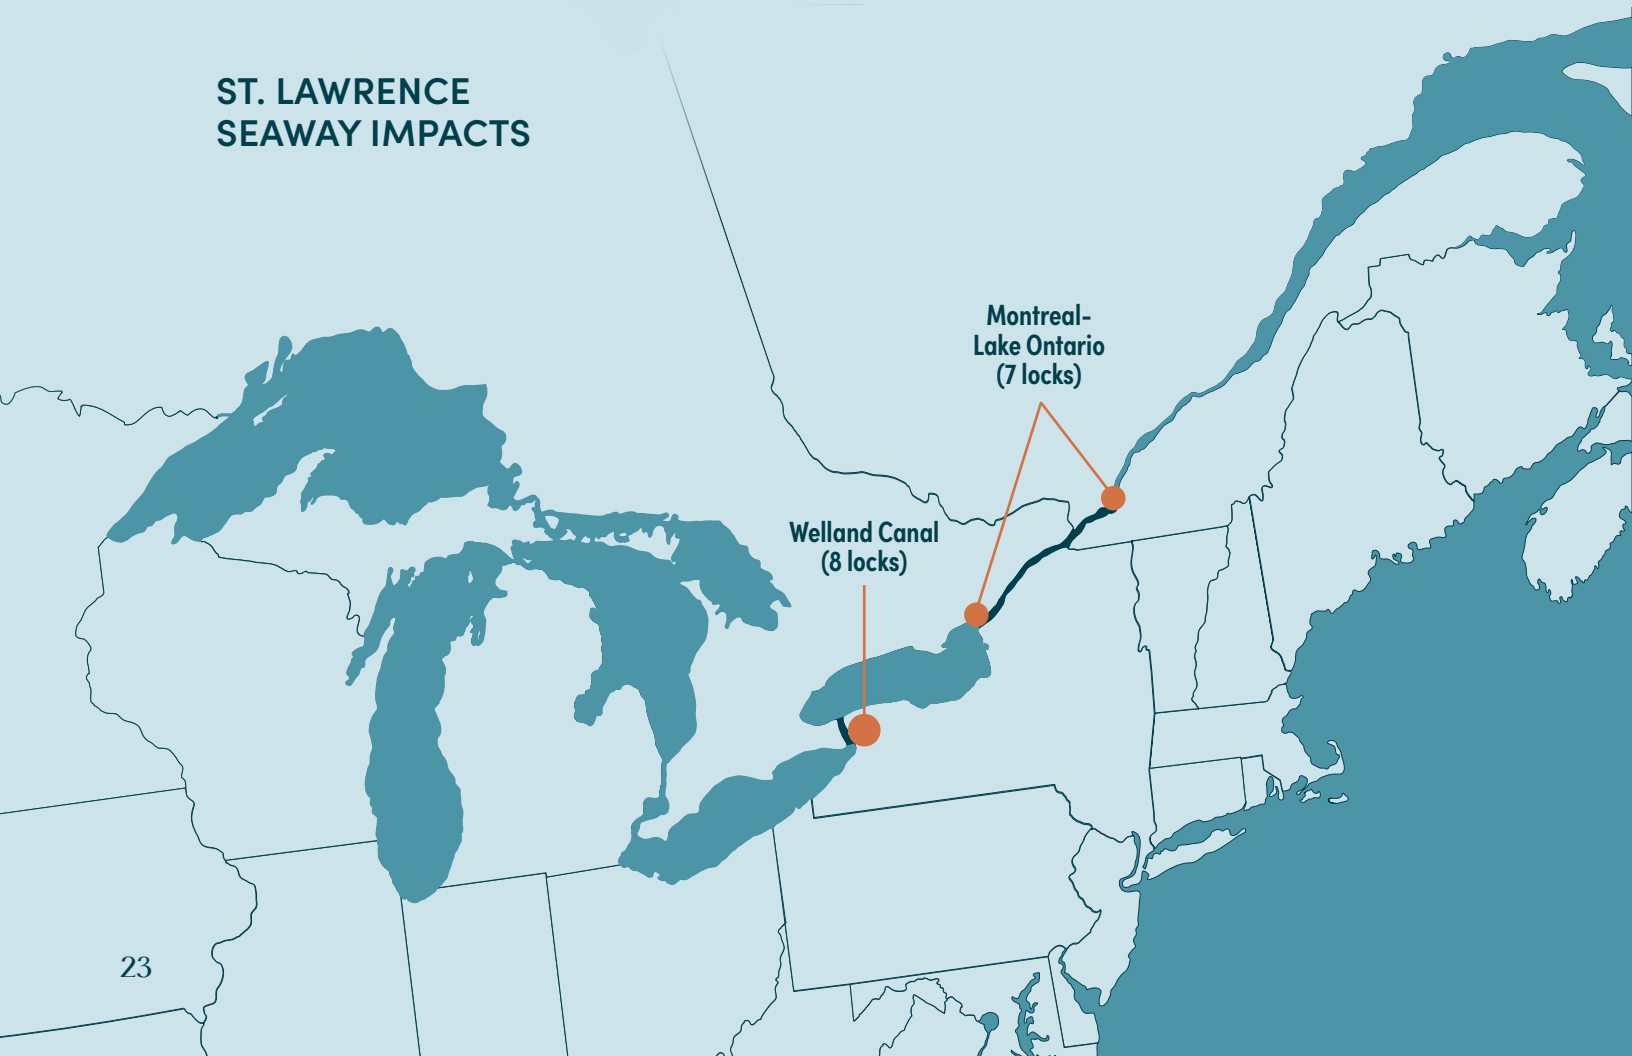 ST. LAWRENCE
SEAWAY IMPACTS
Montreal-
Lake Ontario
(7 locks)
Welland Canal
(8 locks)
23